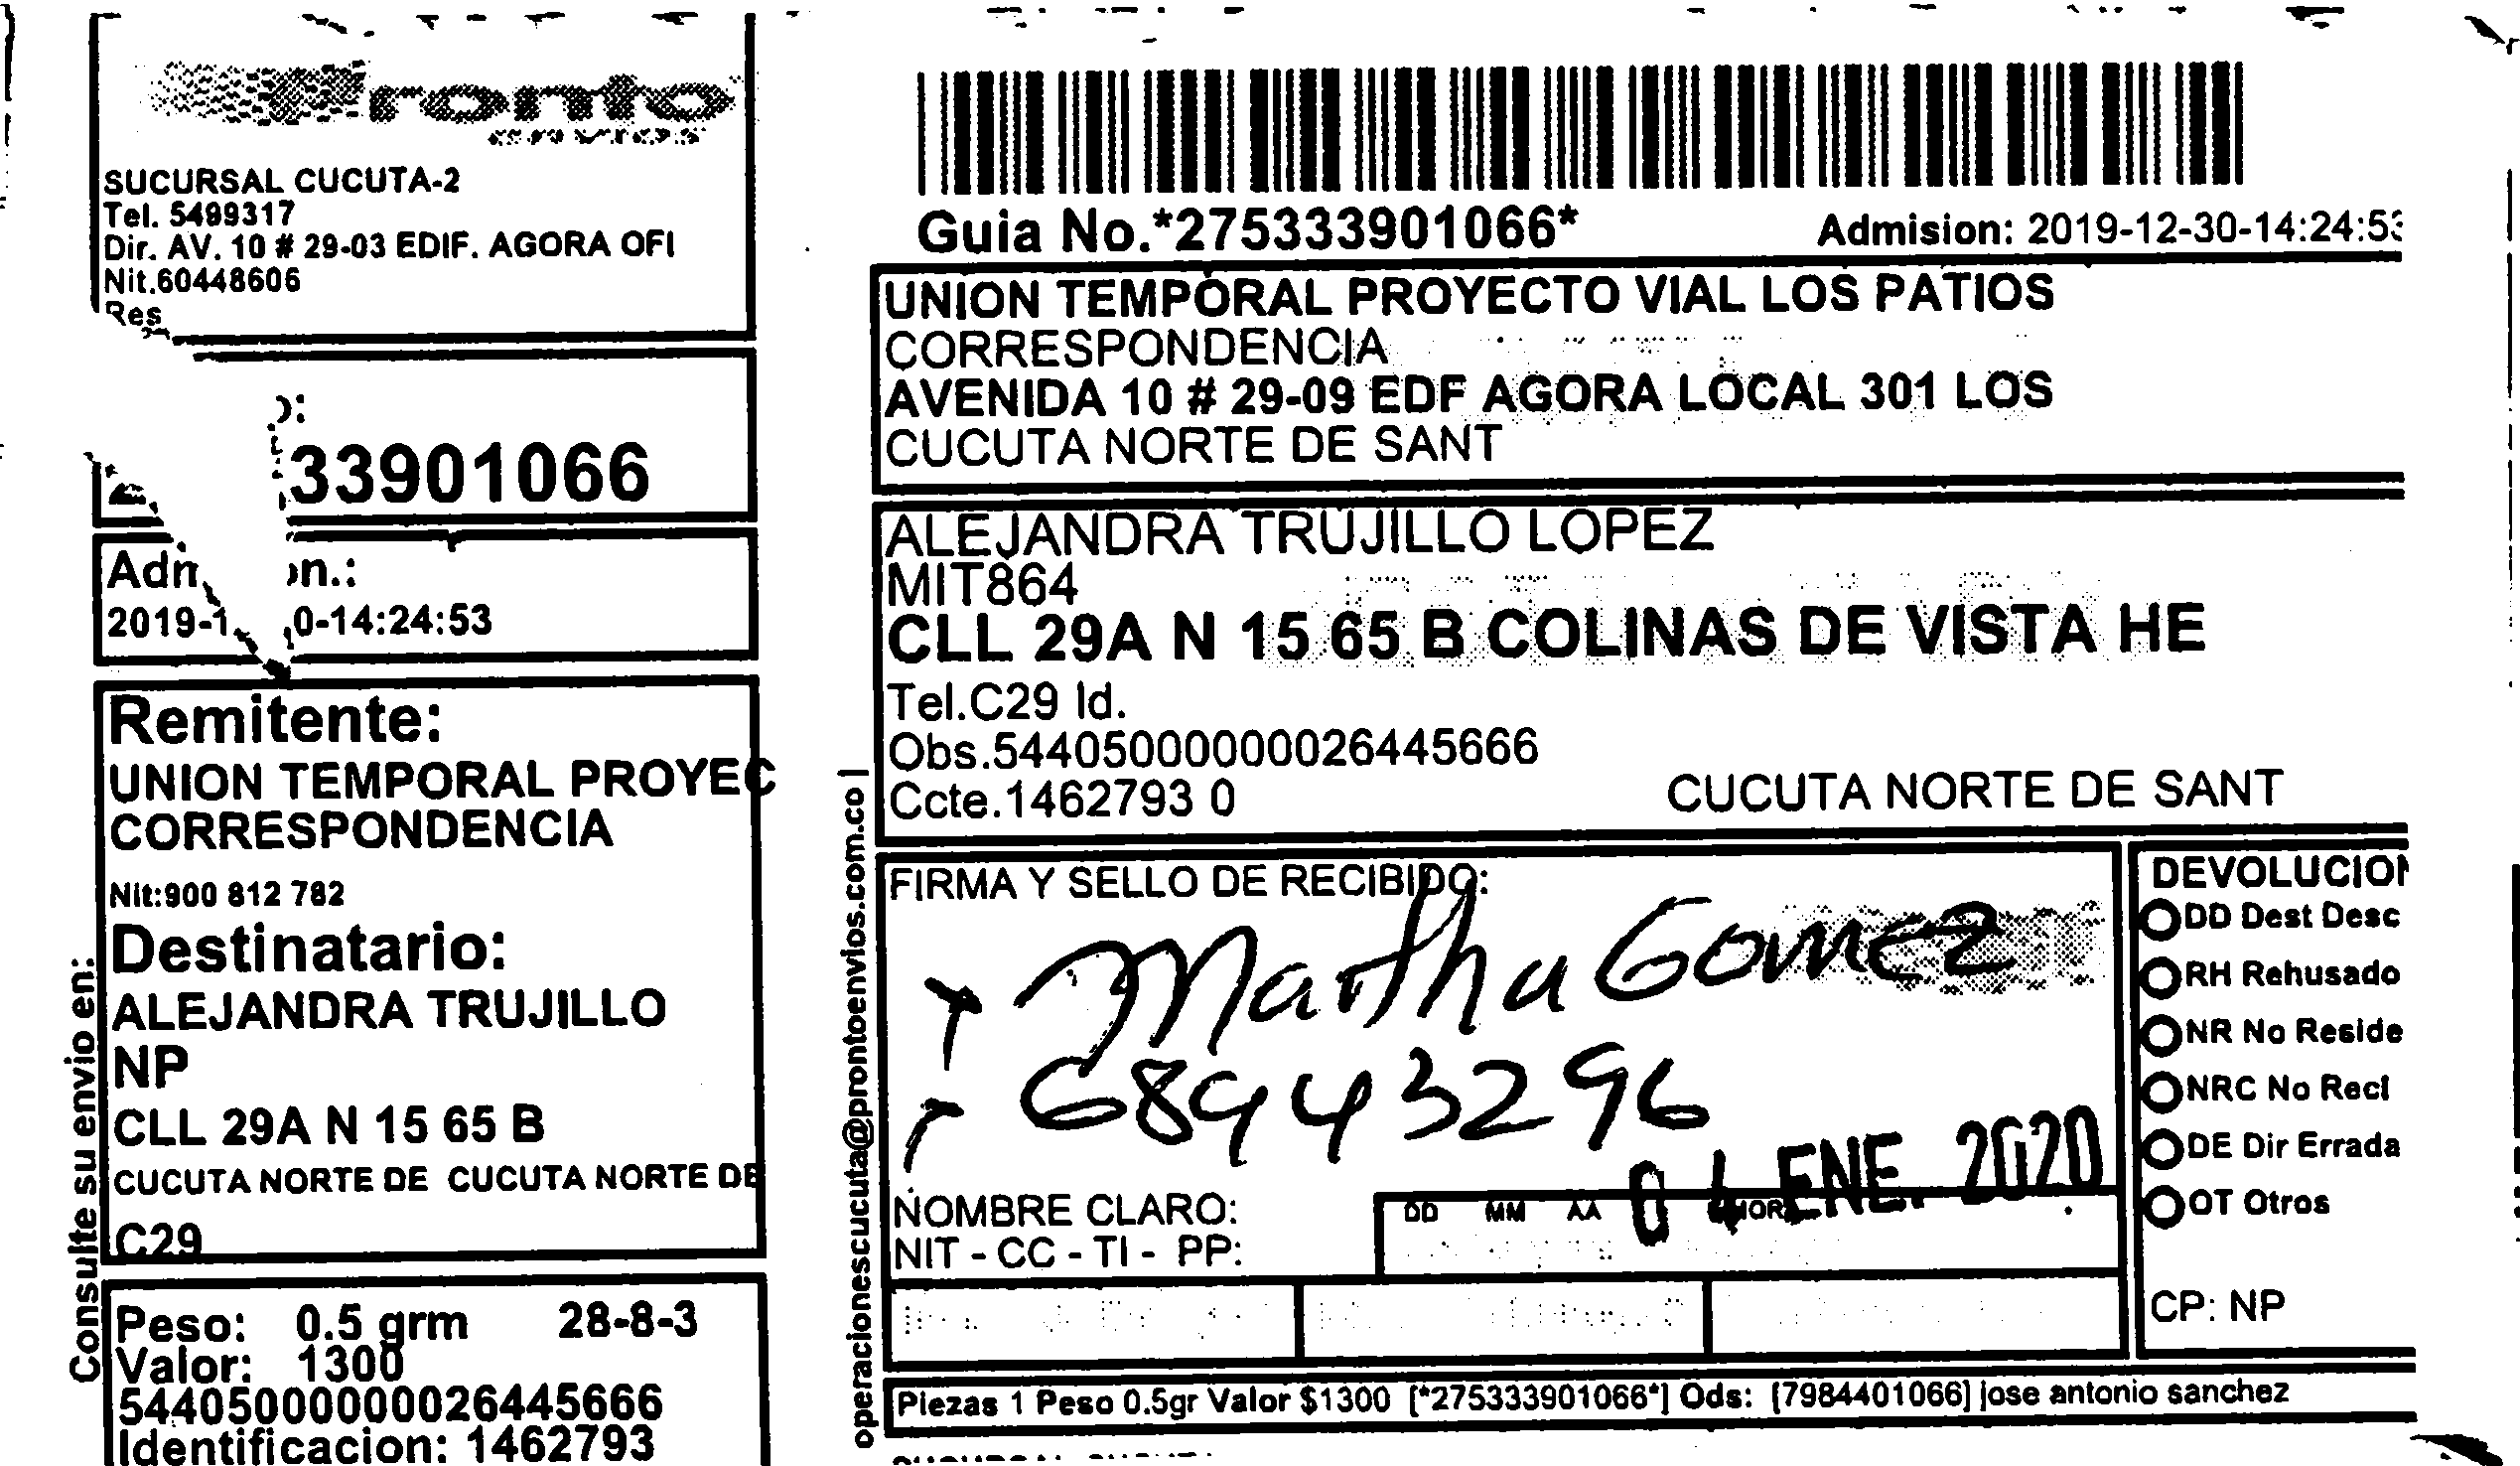 Pronto
envios
SUCURSAL CUCUTA-2
Tel. 5499317
Dir. AV. 10 # 29-03 EDIF. AGORA OFI
Nit.60448606
Res
33901066
2019-1 0-14:24:53
Remitente:
UNION TEMPORAL PROYEC
CORRESPONDENCIA
Nit:900 812 782
Destinatario:
ALEJANDRA TRUJILLO
NP
CLL 29A N 15 65 B
CUCUTA NORTE DE CUCUTA NORTE DE
C29
Consulte su envio en:
Peso: 0.5 grm 28-8-3
Valor: 1300
544050000000026445666
Identificacion: 1462793
operacionescucuta@prontoenvios.com.co |
Guia No.*275333901066*
Admision: 2019-12-30-14:24:53
UNION TEMPORAL PROYECTO VIAL LOS PATIOS
CORRESPONDENCIA
AVENIDA 10 # 29-09 EDF AGORA LOCAL 301 LOS
CUCUTA NORTE DE SANT
ALEJANDRA TRUJILLO LOPEZ
MIT864
CLL 29A N 15 65 B COLINAS DE VISTA HE
Tel.C29 Id.
Obs.544050000000026445666
Ccte.1462793 0
CUCUTA NORTE DE SANT
FIRMA Y SELLO DE RECIBIDO:
Martha Gomez
68943296
04 ENE. 2020
NOMBRE CLARO:
DD MM AA HORA
NIT - CC - TI - PP:
DEVOLUCION
DD Dest Desc
RH Rehusado
NR No Reside
NRC No Recl
DE Dir Errada
OT Otros
CP: NP
Piezas 1 Peso 0.5gr Valor $1300 [*275333901066*] Ods: [7984401066] jose antonio sanchez